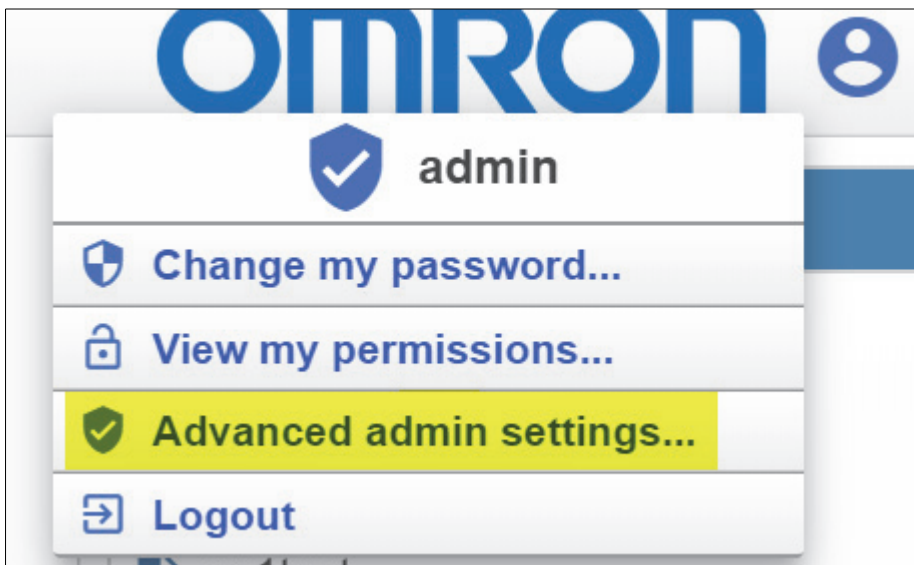 OMRON
admin
Change my password...
View my permissions...
Advanced admin settings...
Logout